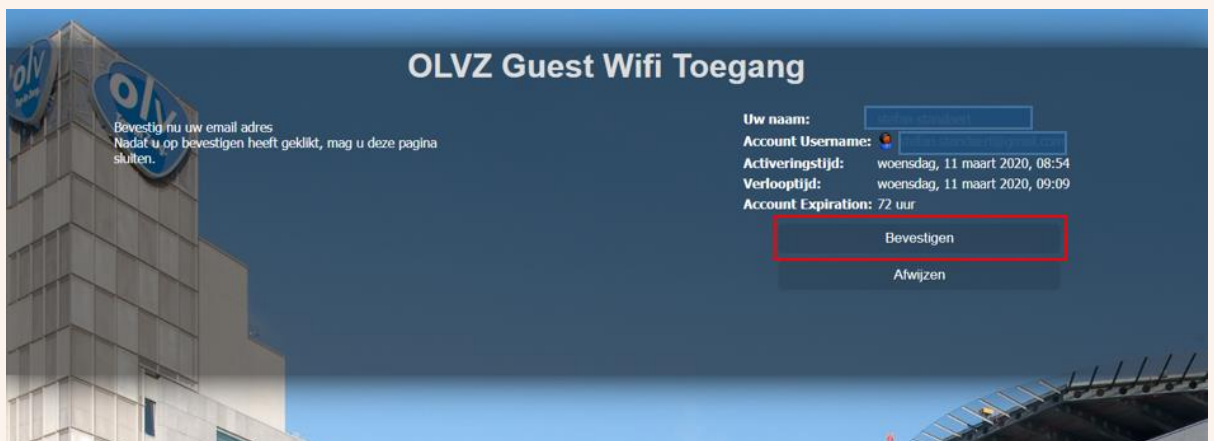 OLVZ Guest Wifi Toegang
olv
olv
Bevestig nu uw email adres
Nadat u op bevestigen heeft geklikt, mag u deze pagina
sluiten.
Uw naam:
Account Username:
Activeringstijd: woensdag, 11 maart 2020, 08:54
Verlooptijd: woensdag, 11 maart 2020, 09:09
Account Expiration: 72 uur
Bevestigen
Afwijzen